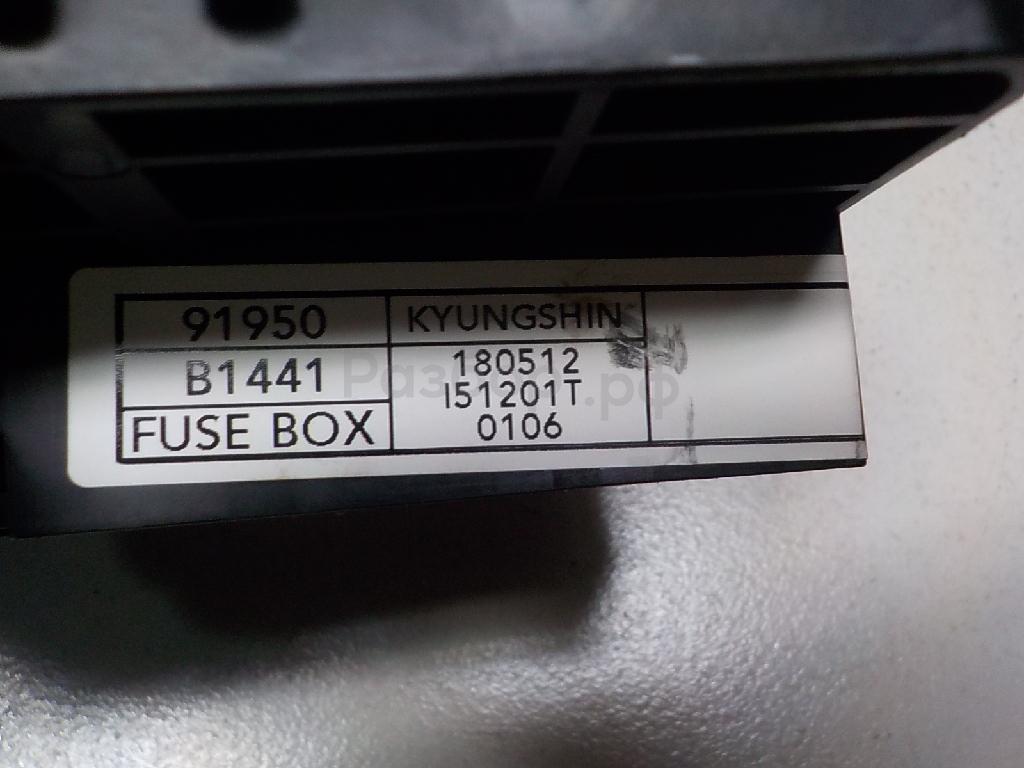 91950
B1441
FUSE BOX
KYUNGSHIN
180512
I51201T
0106